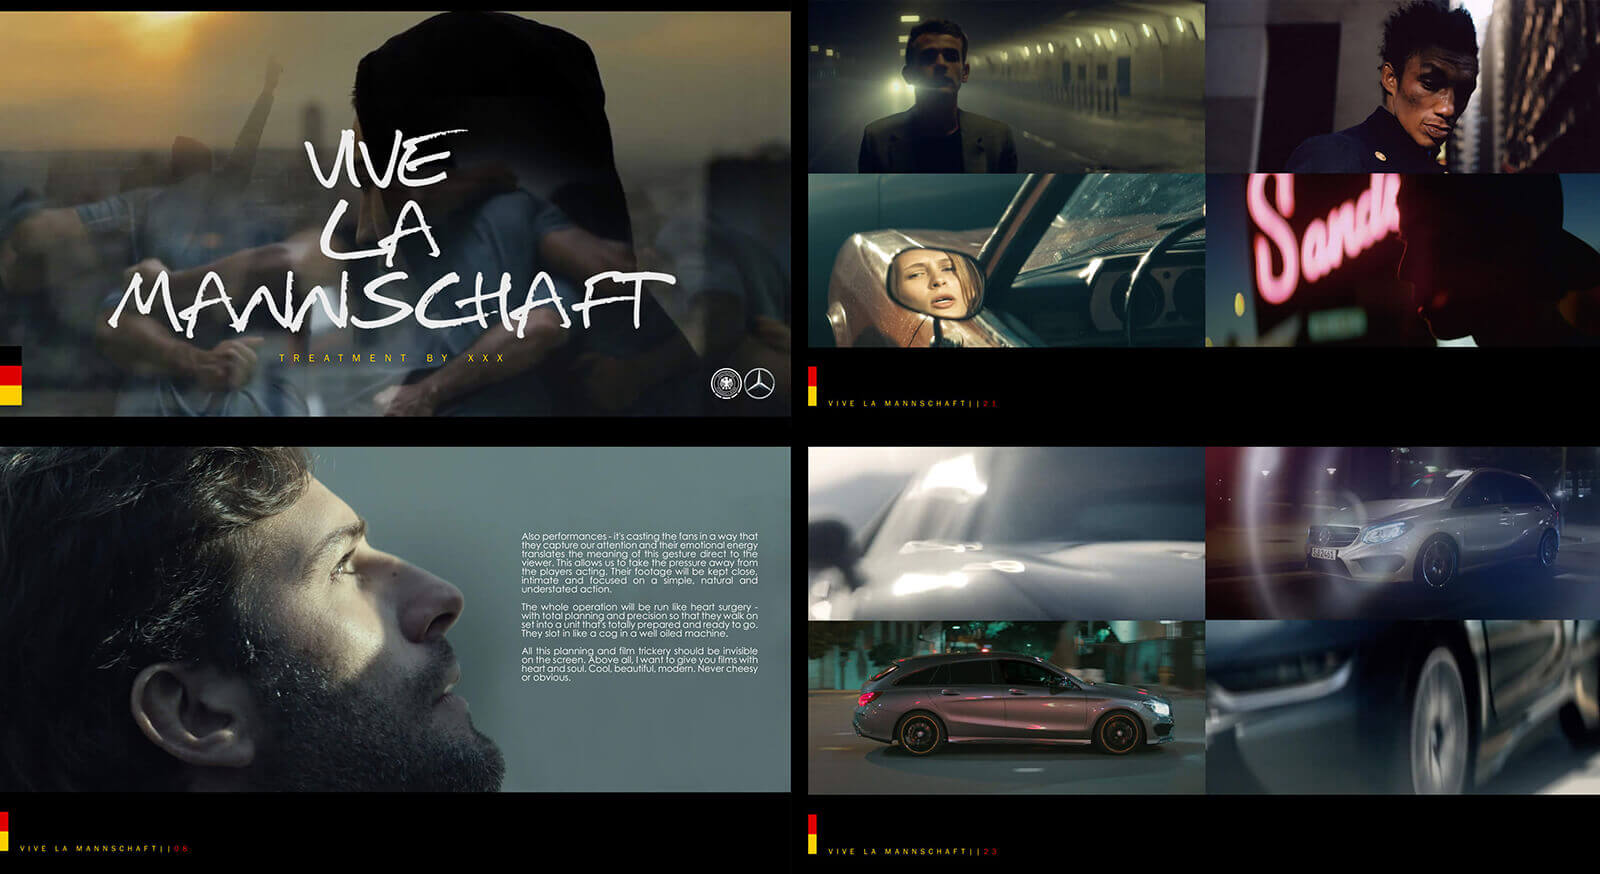 VIVE
LA
MANNSCHAFT
TREATMENT BY XXX
Sand
VIVE LA MANNSCHAFT||21
Also performances - it's casting the fans in a way that
they capture our attention and their emotional energy
translates the meaning of this gesture direct to the
viewer. This allows us to take the pressure away from
the players acting. Their footage will be kept close,
intimate and focused on a simple, natural and
understated action.
The whole operation will be run like heart surgery -
with total planning and precision so that they walk on
set into a unit that's totally prepared and ready to go.
They slot in like a cog in a well oiled machine.
All this planning and film trickery should be invisible
on the screen. Above all, I want to give you films with
heart and soul. Cool, beautiful, modern. Never cheesy
or obvious.
VIVE LA MANNSCHAFT||08
VIVE LA MANNSCHAFT||23